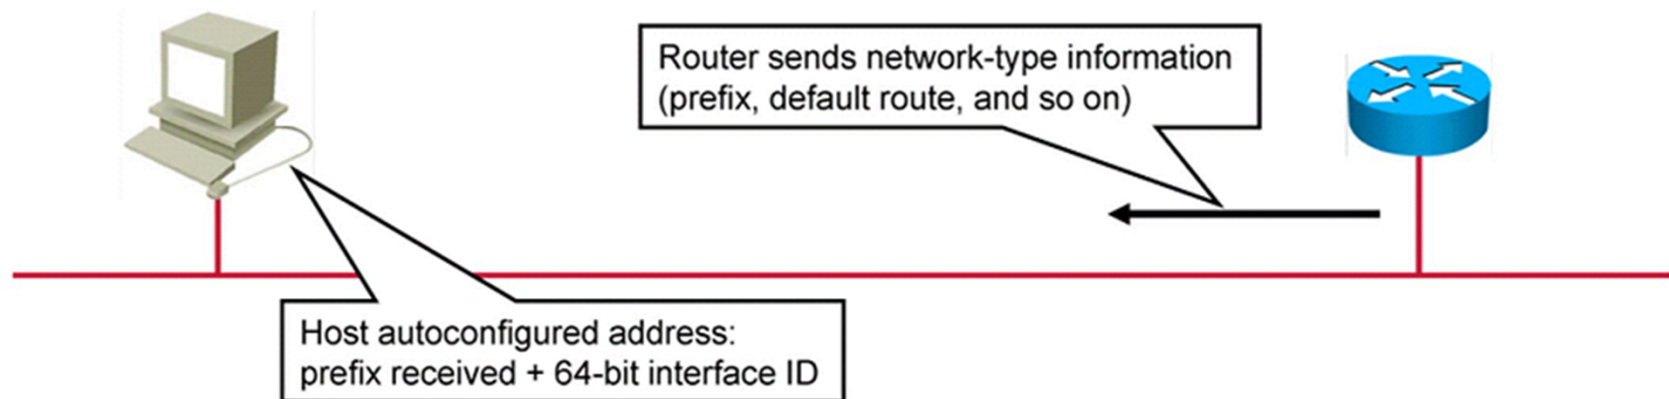 Router sends network-type information
(prefix, default route, and so on)
Host autoconfigured address:
prefix received + 64-bit interface ID